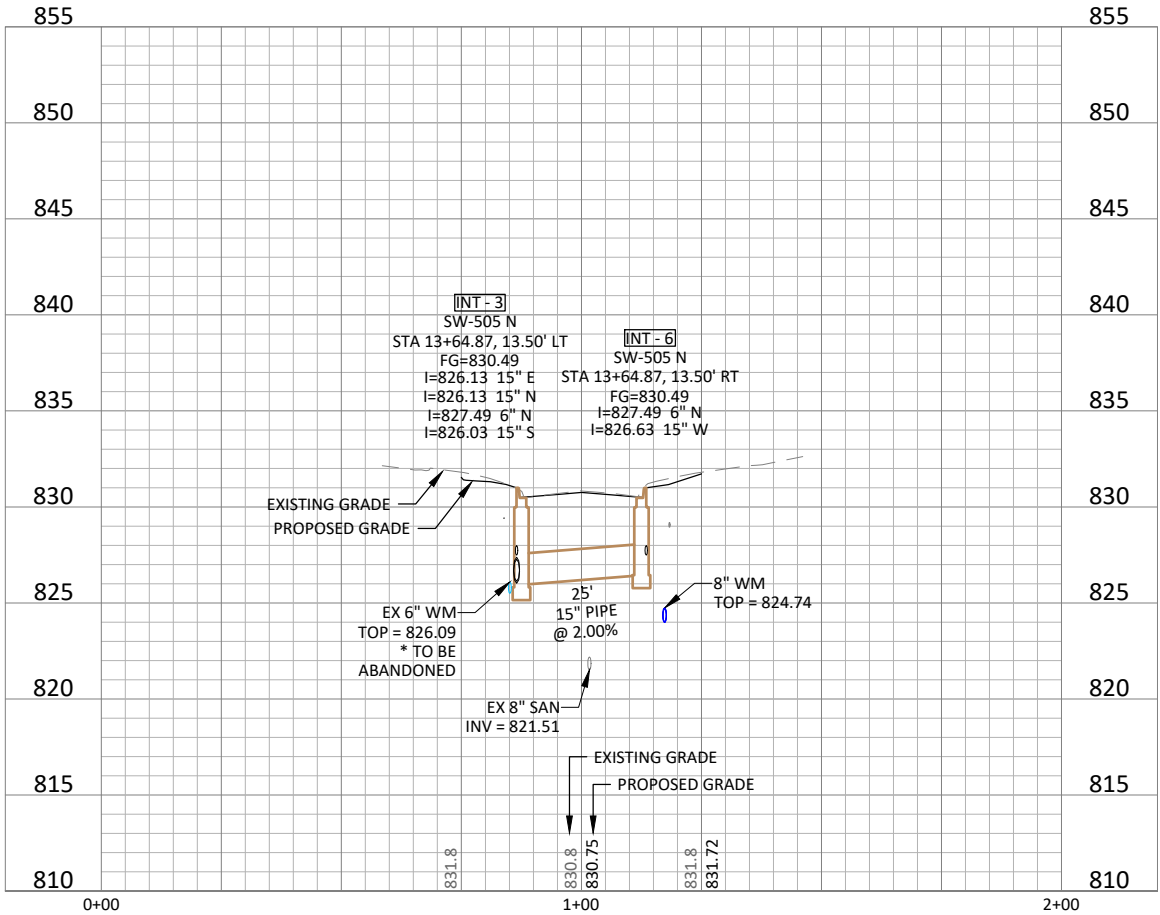 855
855
850
850
845
845
840
840
INT - 3
SW-505 N
STA 13+64.87, 13.50' LT
FG=830.49
I=826.13 15" E
I=826.13 15" N
I=827.49 6" N
I=826.03 15" S
INT - 6
SW-505 N
STA 13+64.87, 13.50' RT
FG=830.49
I=827.49 6" N
I=826.63 15" W
835
835
830
830
EXISTING GRADE
PROPOSED GRADE
825
825
EX 6" WM
TOP = 826.09
* TO BE
ABANDONED
25'
15" PIPE
@ 2.00%
8" WM
TOP = 824.74
820
820
EX 8" SAN
INV = 821.51
EXISTING GRADE
PROPOSED GRADE
815
815
831.8
830.8
830.75
831.8
831.72
810
810
0+00
1+00
2+00